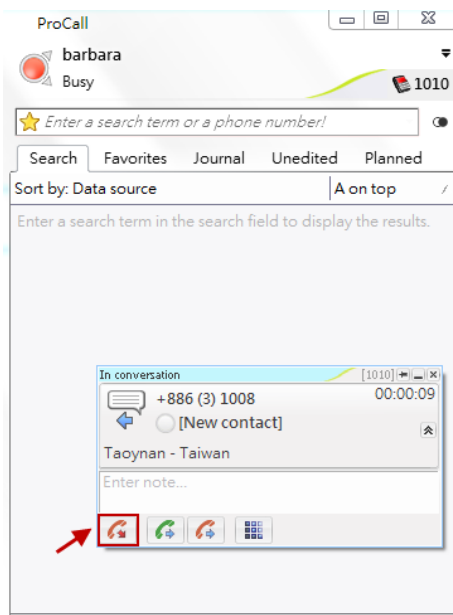 ProCall
barbara
Busy
1010
Enter a search term or a phone number!
Search Favorites Journal Unedited Planned
Sort by: Data source A on top
Enter a search term in the search field to display the results.
In conversation [1010]
+886 (3) 1008 00:00:09
[New contact]
Taoynan - Taiwan
Enter note...